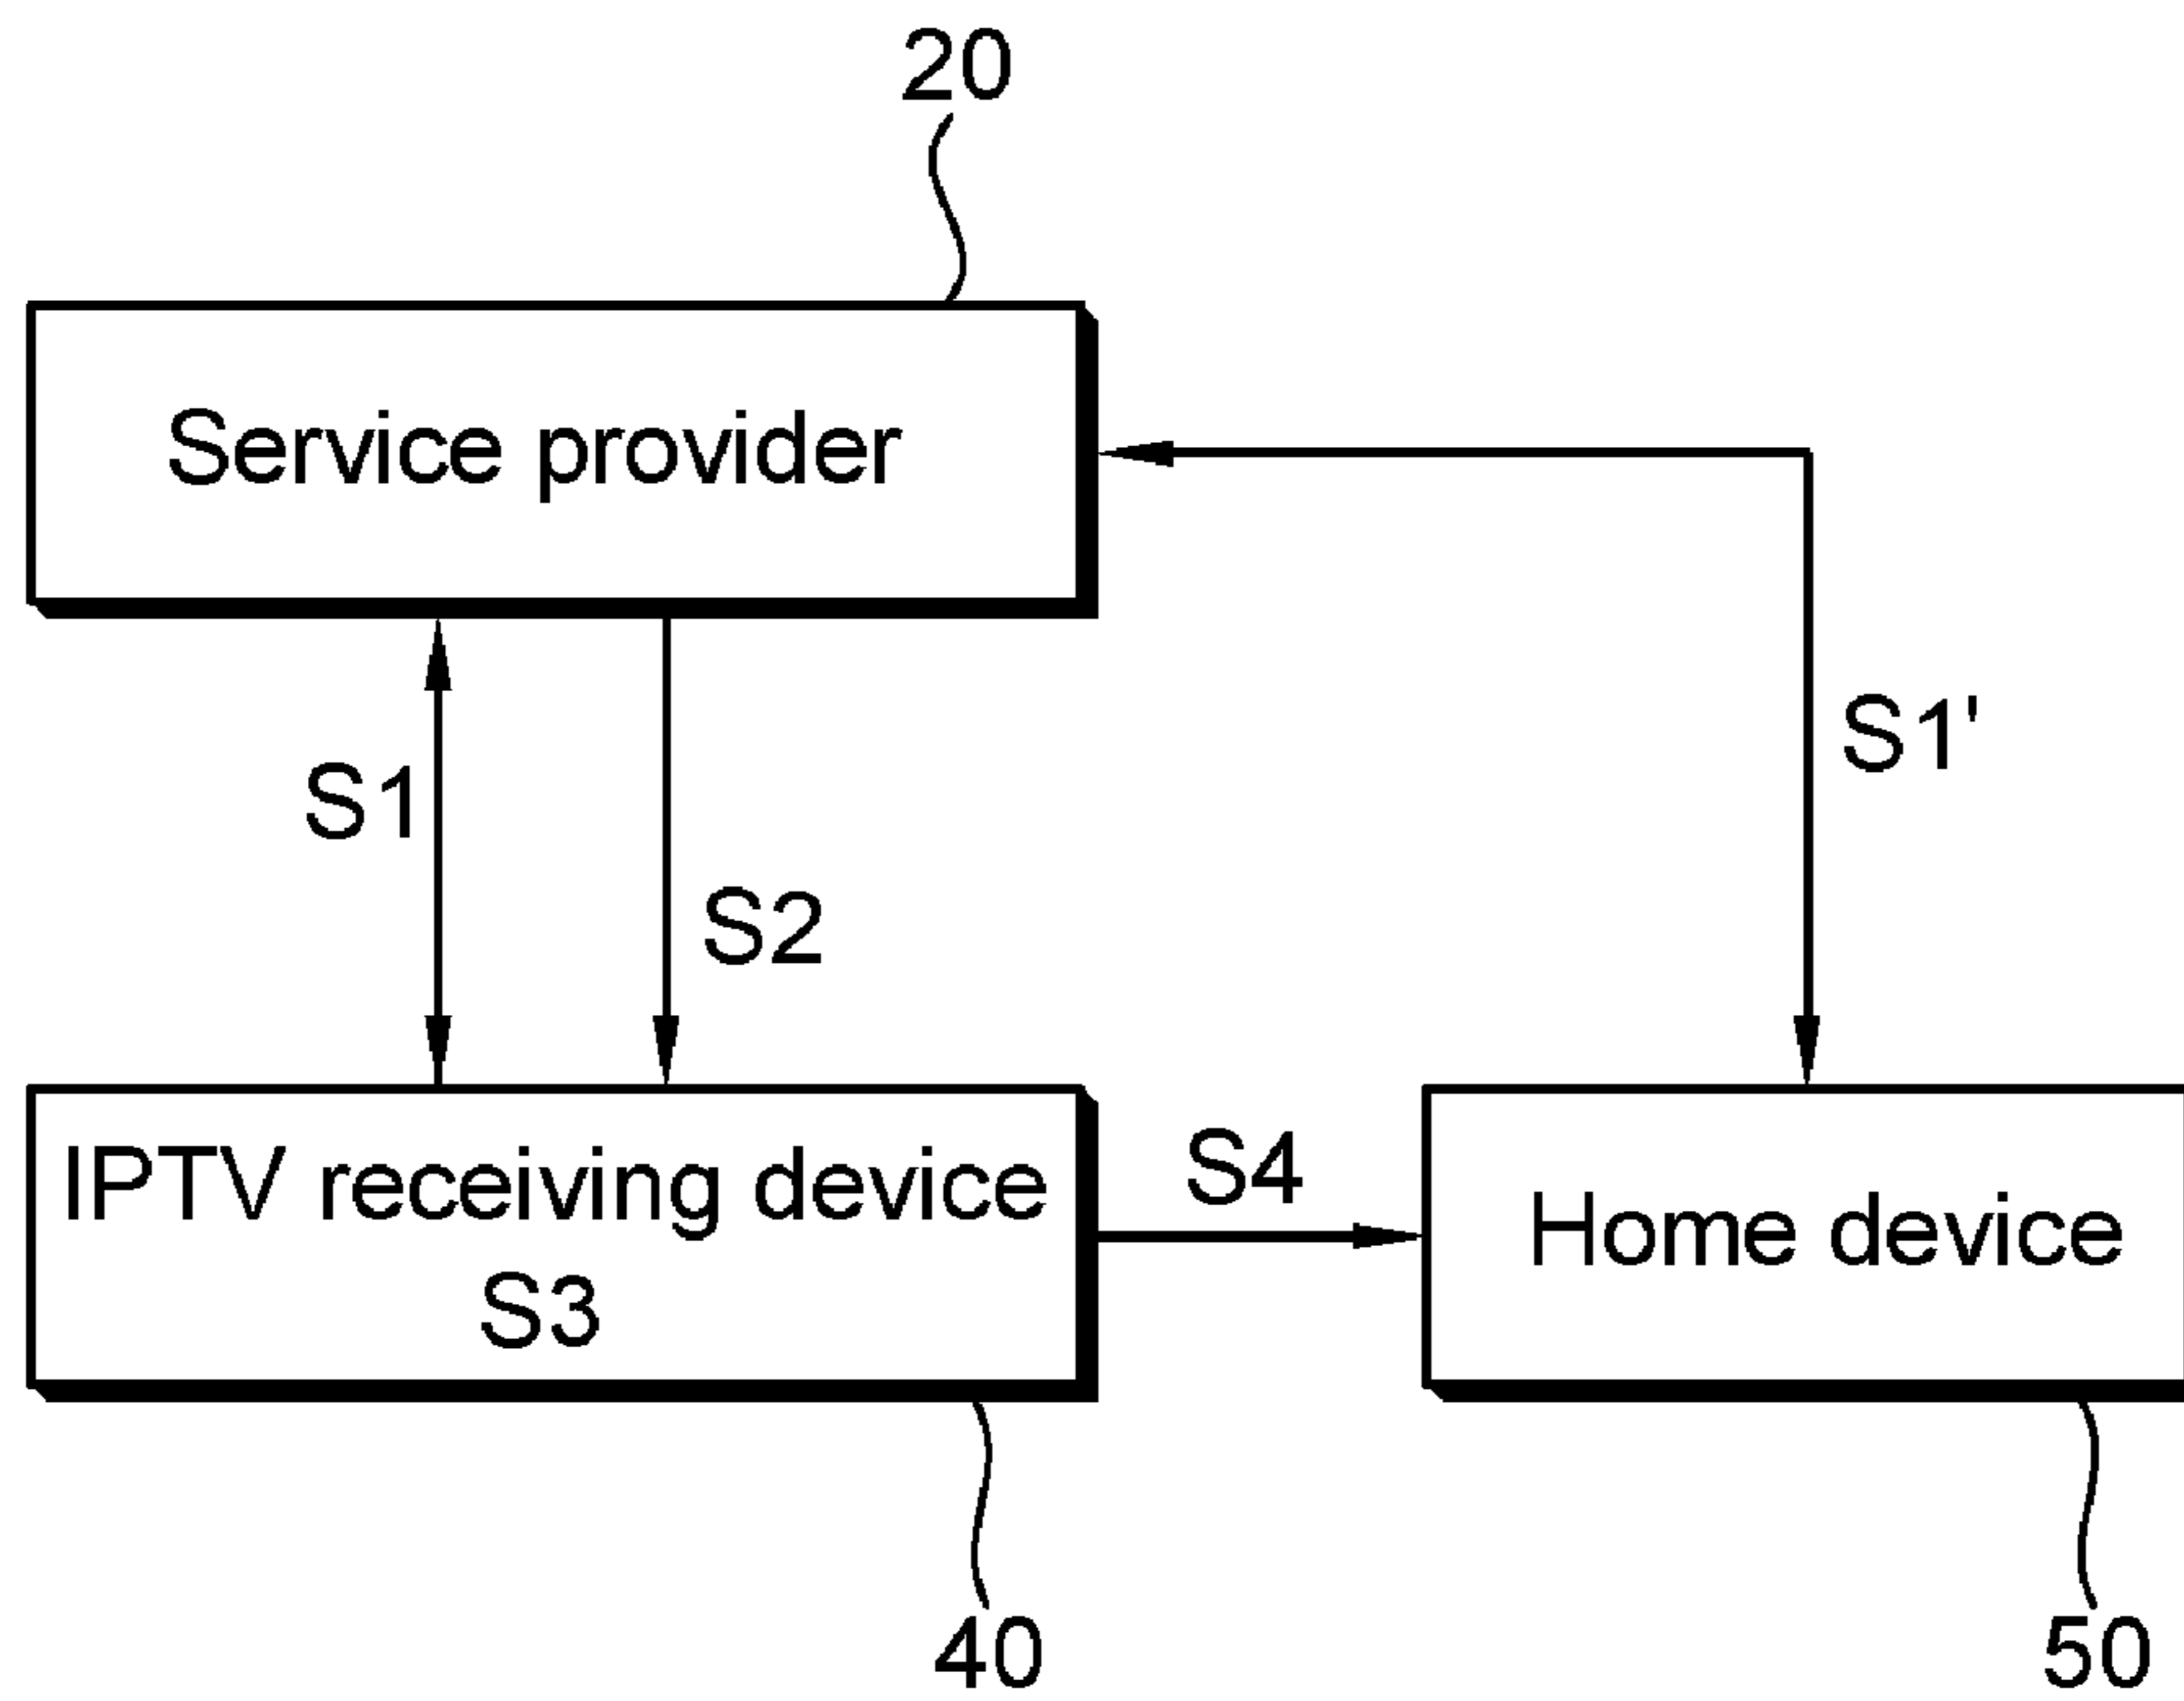 20
Service provider
S1
S2
S1'
IPTV receiving device
S3
S4
Home device
40
50